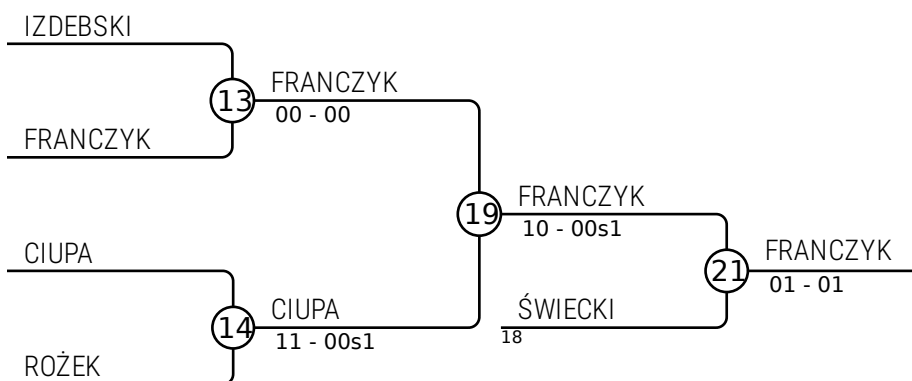 IZDEBSKI
13
FRANCZYK
00 - 00
FRANCZYK
19
FRANCZYK
10 - 00s1
CIUPA
21
FRANCZYK
01 - 01
14
CIUPA
11 - 00s1
ŚWIECKI
18
ROŻEK